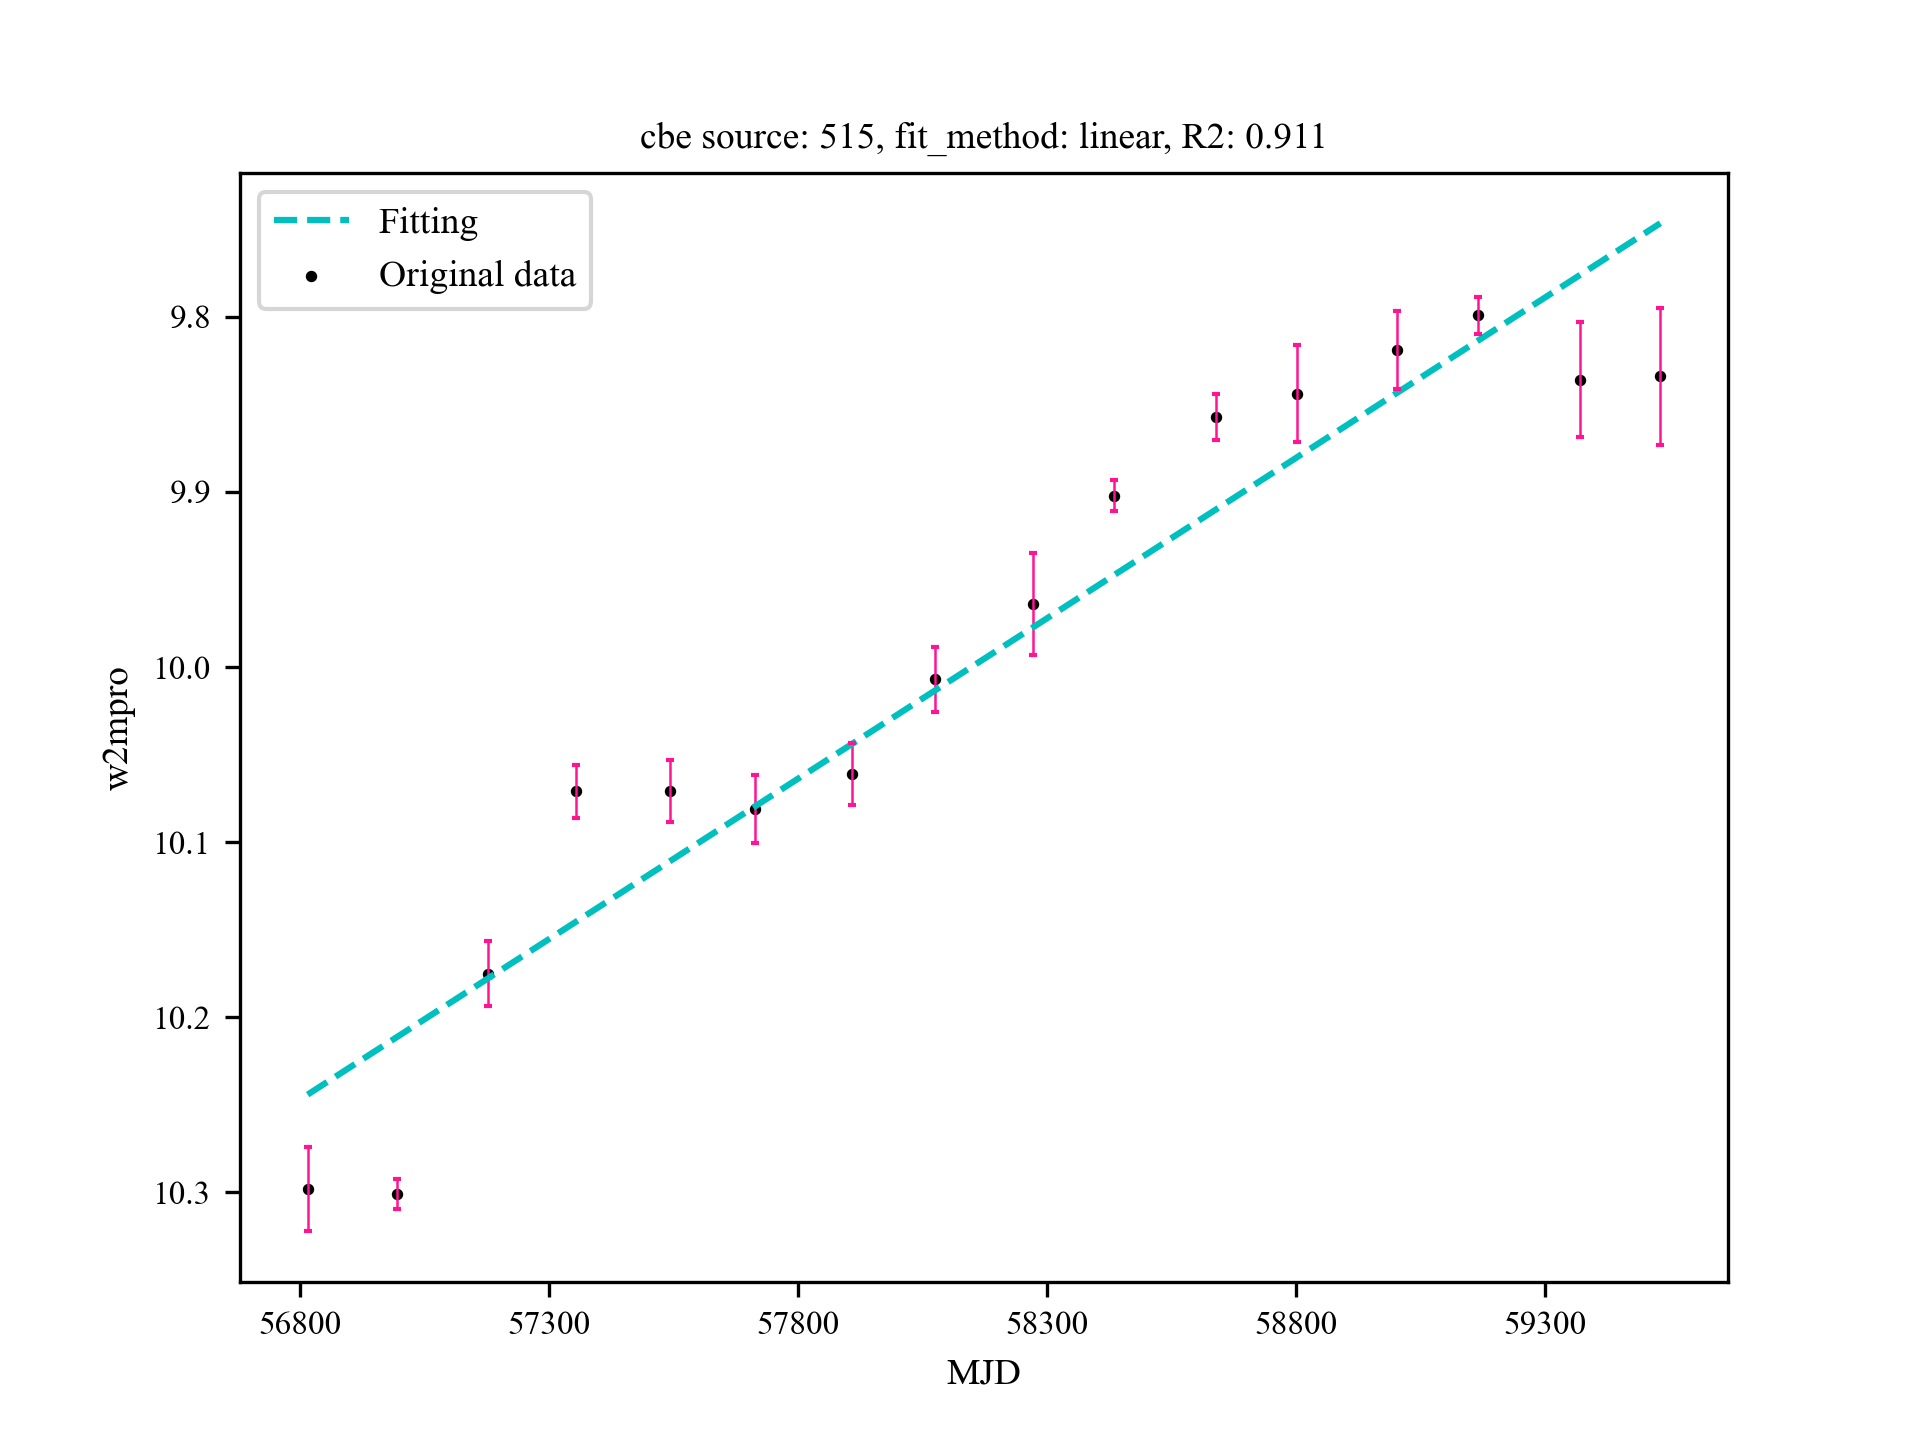 cbe source: 515, fit_method: linear, R2: 0.911
Fitting
Original data
9.8
9.9
10.0
10.1
10.2
10.3
w2mpro
56800 57300 57800 58300 58800 59300
MJD